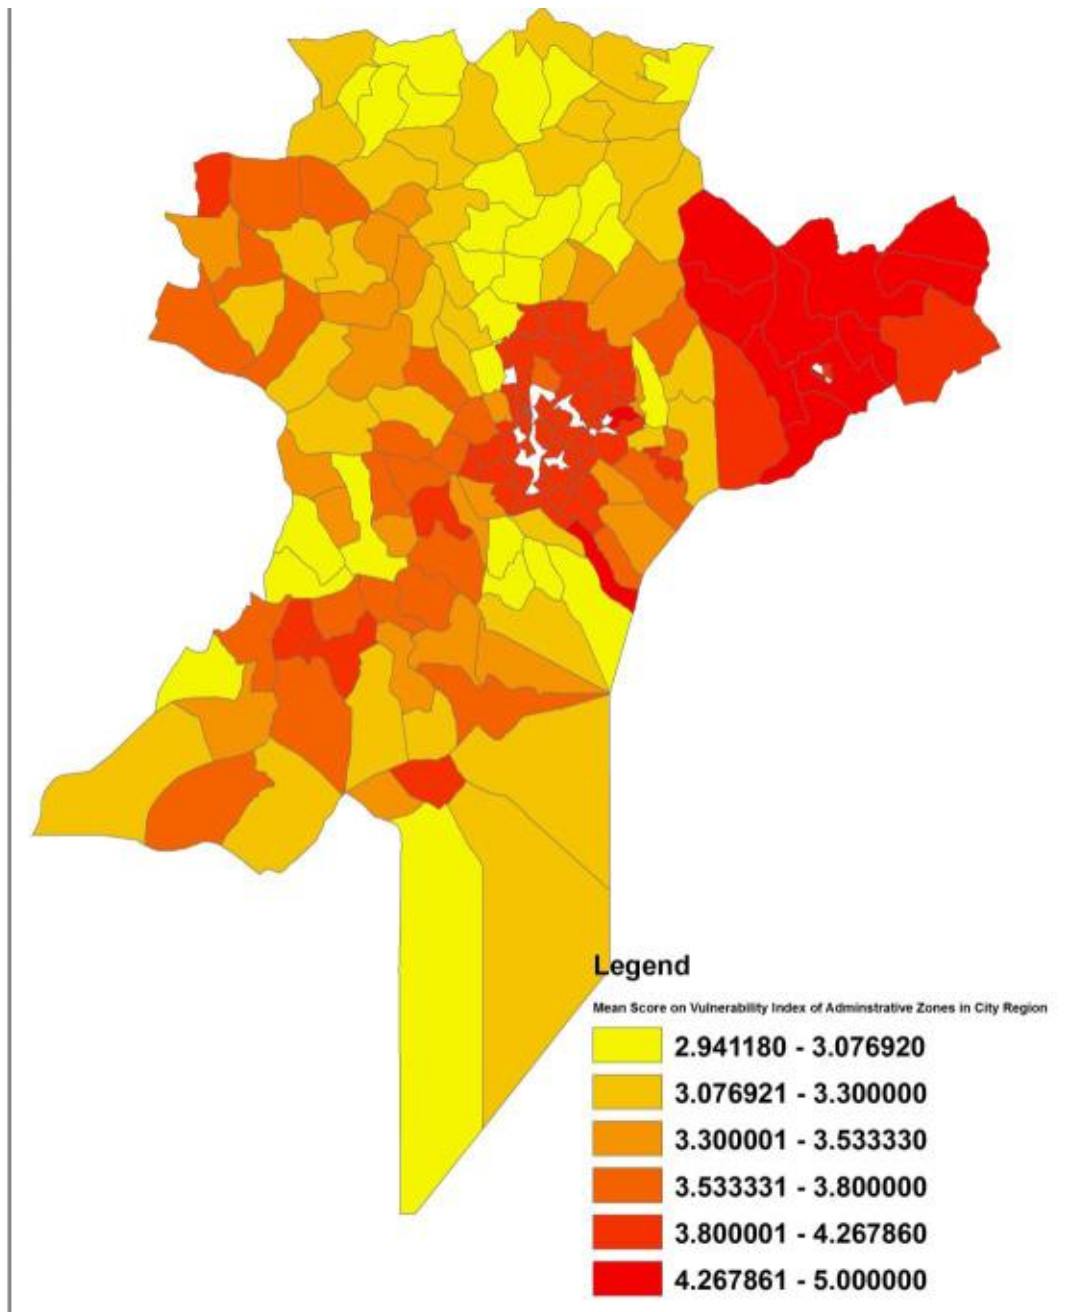 Legend
Mean Score on Vulnerability Index of Adminstrative Zones in City Region
2.941180 - 3.076920
3.076921 - 3.300000
3.300001 - 3.533330
3.533331 - 3.800000
3.800001 - 4.267860
4.267861 - 5.000000